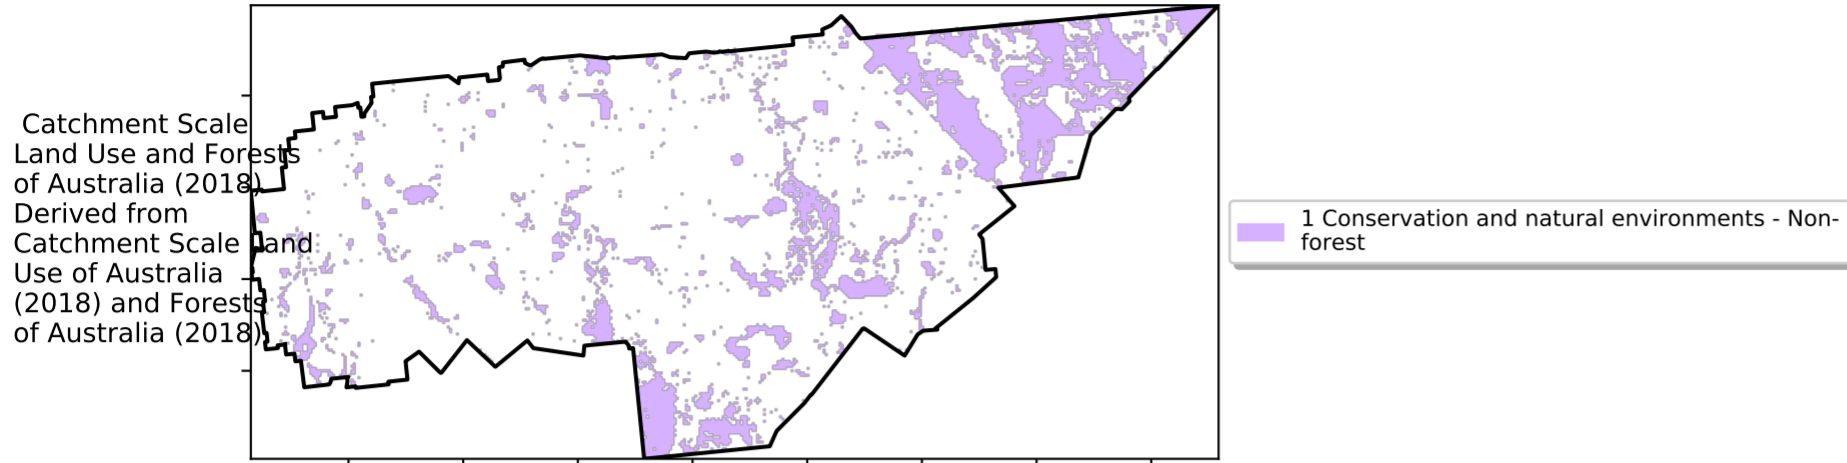 Catchment Scale
Land Use and Forests
of Australia (2018)
Derived from
Catchment Scale Land
Use of Australia
(2018) and Forests
of Australia (2018)
1 Conservation and natural environments - Non-
forest